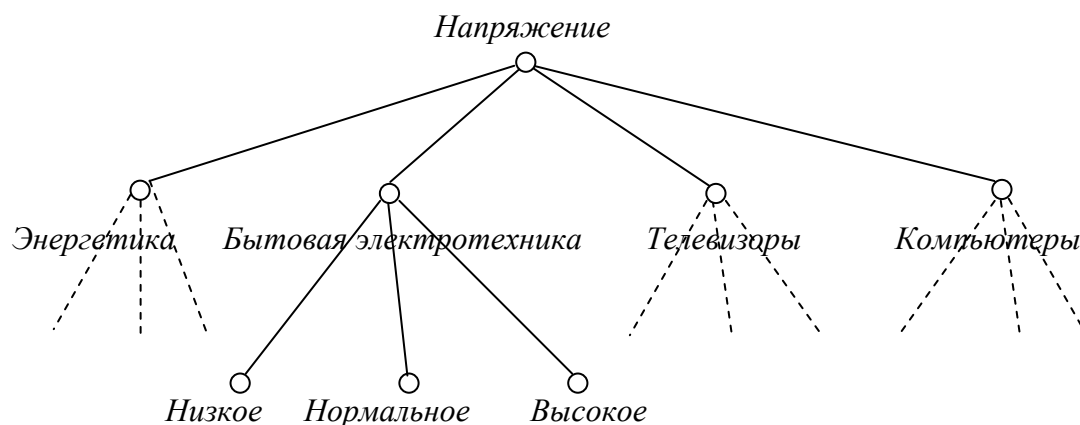 Напряжение
Энергетика Бытовая электротехника Телевизоры Компьютеры
Низкое Нормальное Высокое